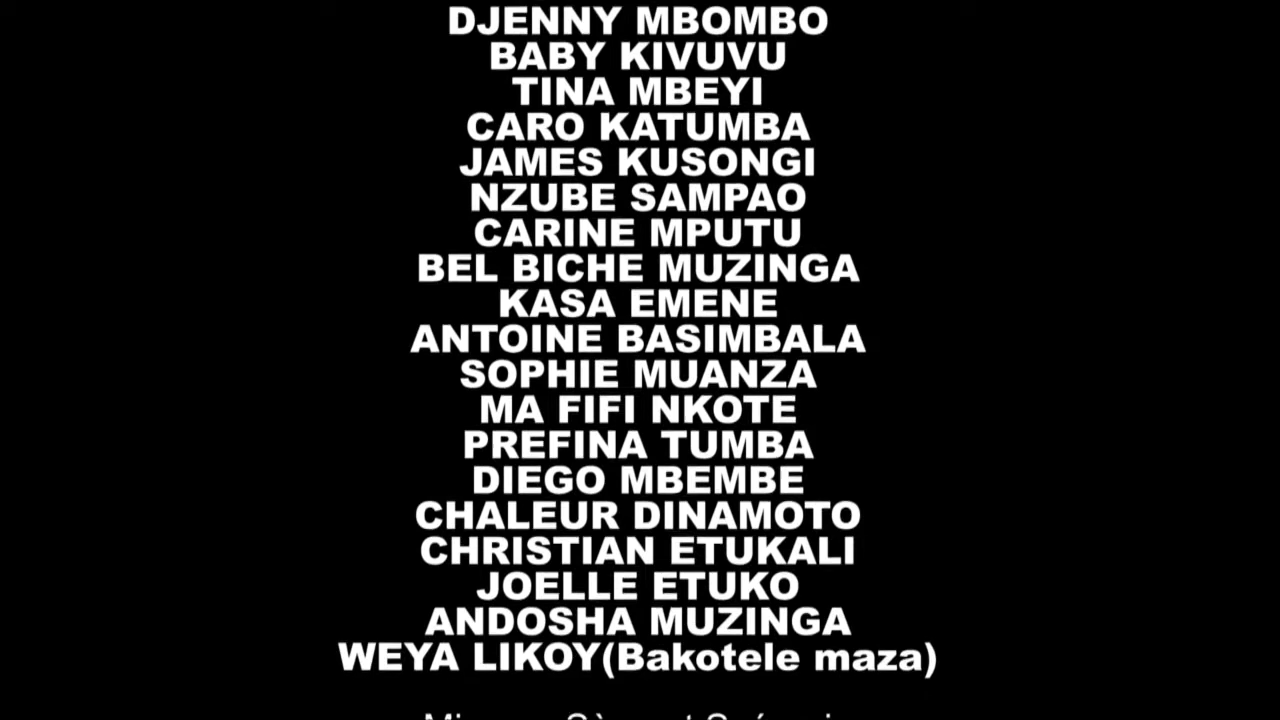 DJENNY MBOMBO
BABY KIVUVU
TINA MBEYI
CARO KATUMBA
JAMES KUSONGI
NZUBE SAMPAO
CARINE MPUTU
BEL BICHE MUZINGA
KASA EMENE
ANTOINE BASIMBALA
SOPHIE MUANZA
MA FIFI NKOTE
PREFINA TUMBA
DIEGO MBEMBE
CHALEUR DINAMOTO
CHRISTIAN ETUKALI
JOELLE ETUKO
ANDOSHA MUZINGA
WEYA LIKOY(Bakotele maza)